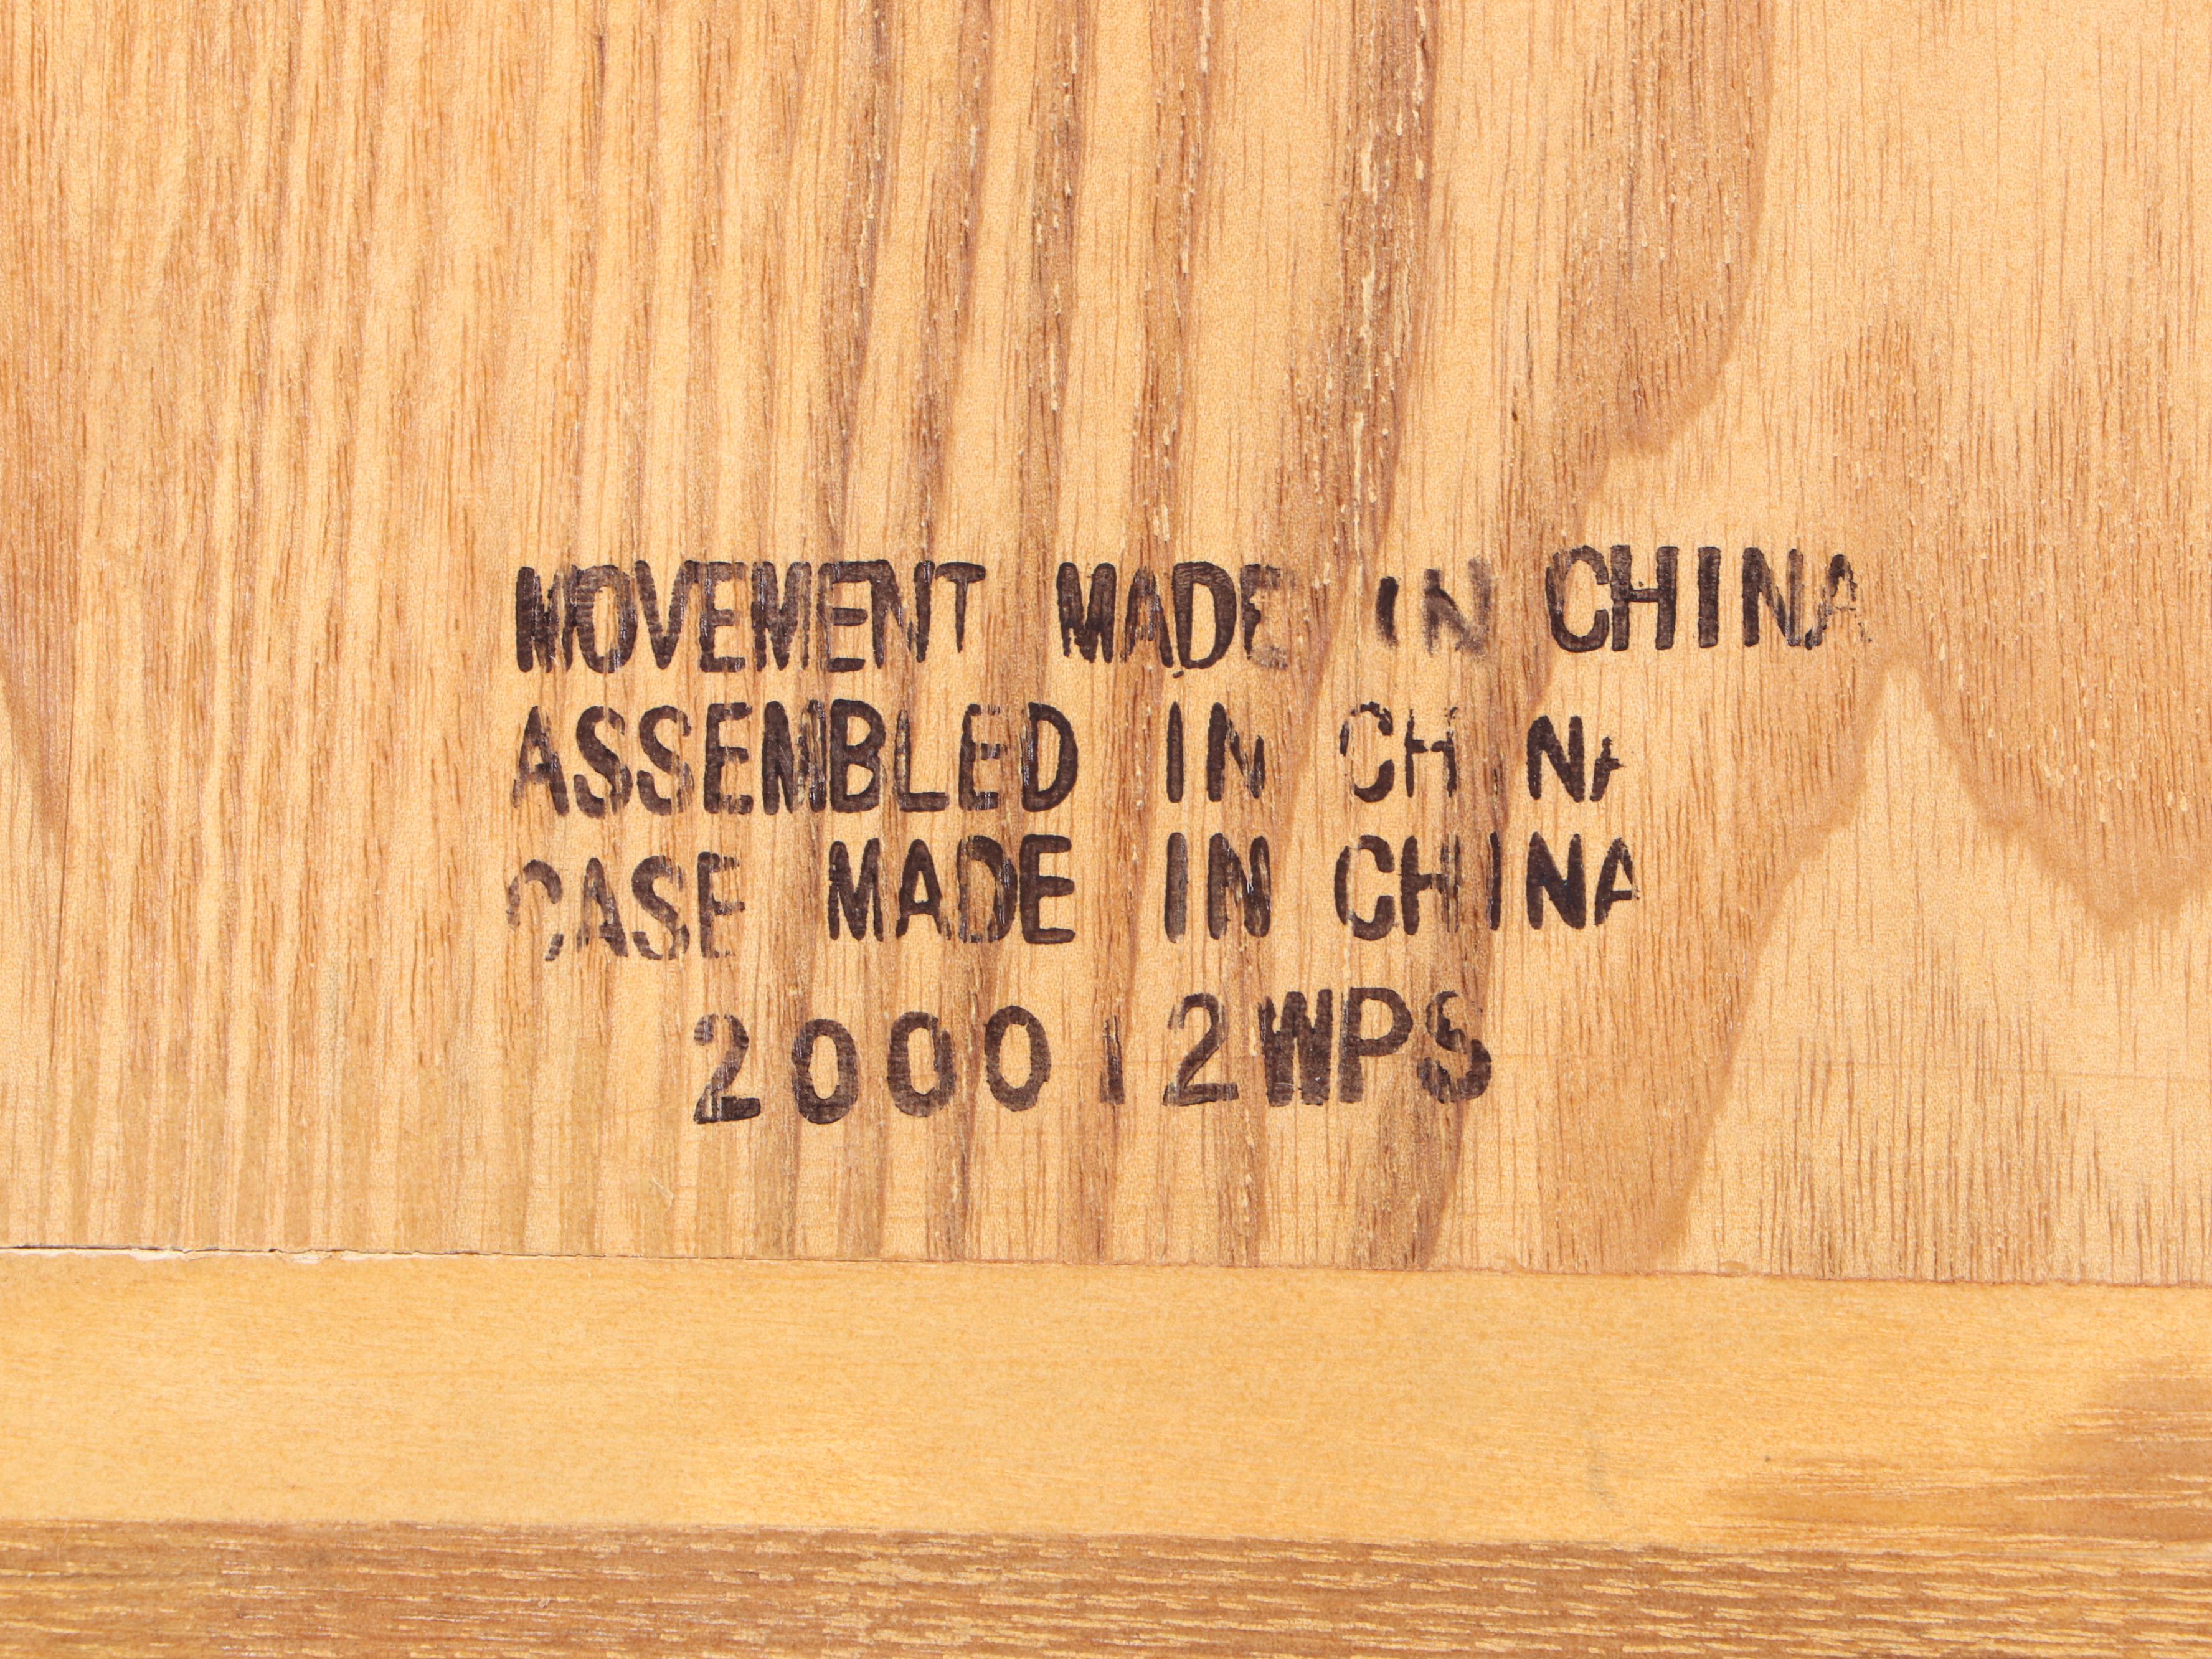 MOVEMENT MADE IN CHINA
ASSEMBLED IN CHINA
CASE MADE IN CHINA
200012WPS